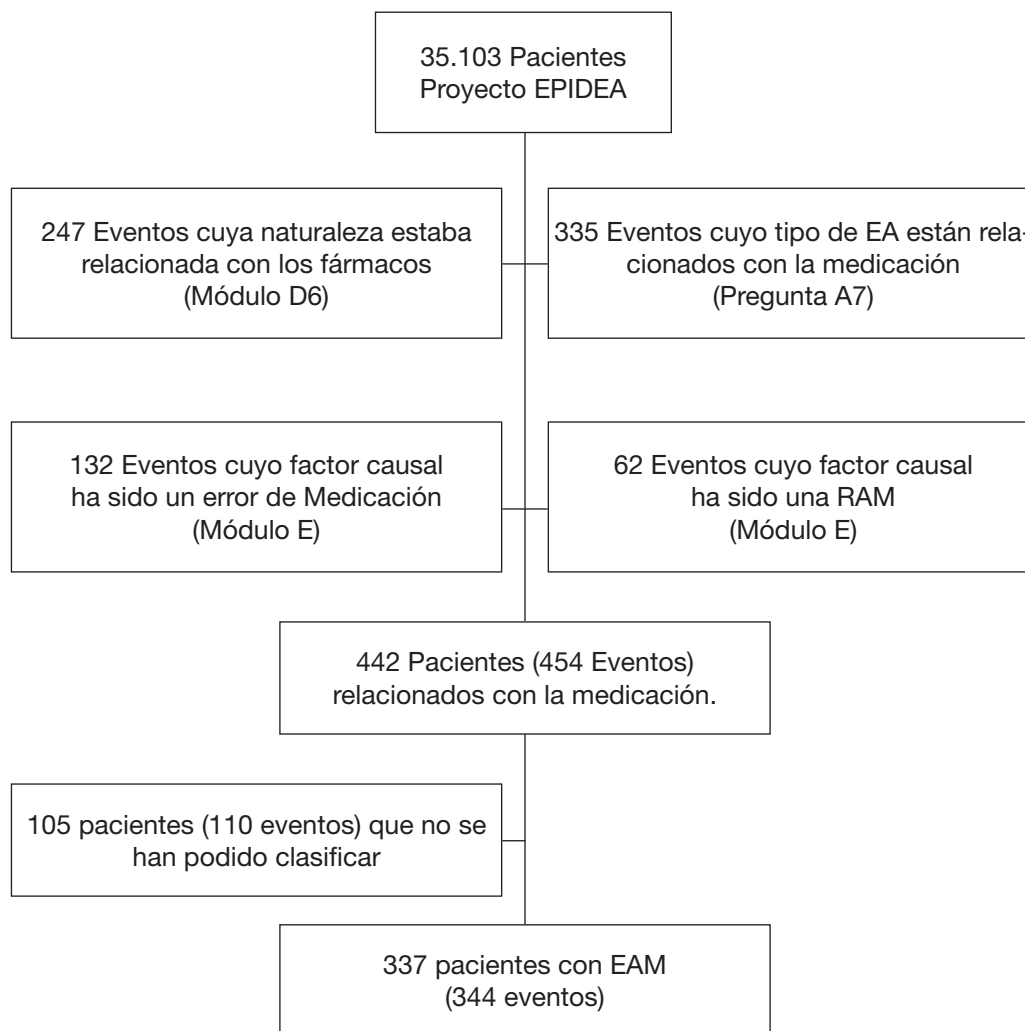 35.103 Pacientes
Proyecto EPIDEA
247 Eventos cuya naturaleza estaba
relacionada con los fármacos
(Módulo D6)
335 Eventos cuyo tipo de EA están rela-
cionados con la medicación
(Pregunta A7)
132 Eventos cuyo factor causal
ha sido un error de Medicación
(Módulo E)
62 Eventos cuyo factor causal
ha sido una RAM
(Módulo E)
442 Pacientes (454 Eventos)
relacionados con la medicación.
105 pacientes (110 eventos) que no se
han podido clasificar
337 pacientes con EAM
(344 eventos)